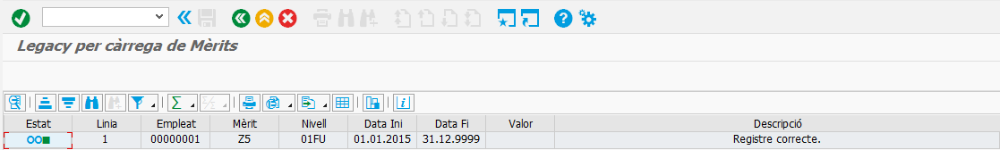 Legacy per càrrega de Mèrits
Estat Linia Empleat Mèrit Nivell Data Ini Data Fi Valor Descripció
1 00000001 Z5 01FU 01.01.2015 31.12.9999 Registre correcte.